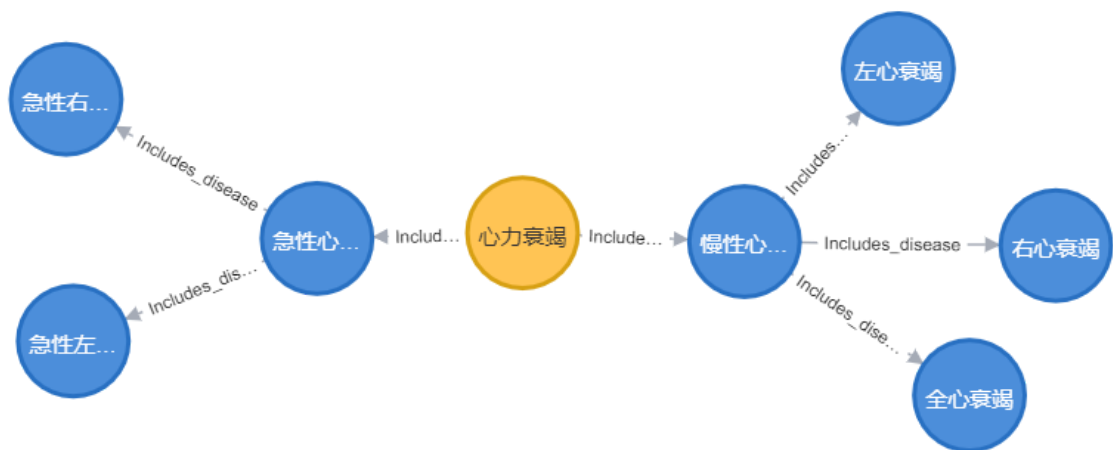 左心衰竭
急性右...
Includes_disease
Includes...
急性心...
Includ...
心力衰竭
Include...
慢性心...
Includes_disease
右心衰竭
Includes_dis...
急性左...
Includes_dise...
全心衰竭